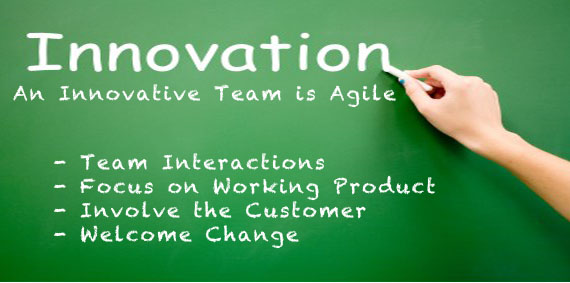 Innovation
An Innovative Team is Agile
- Team Interactions
- Focus on Working Product
- Involve the Customer
- Welcome Change